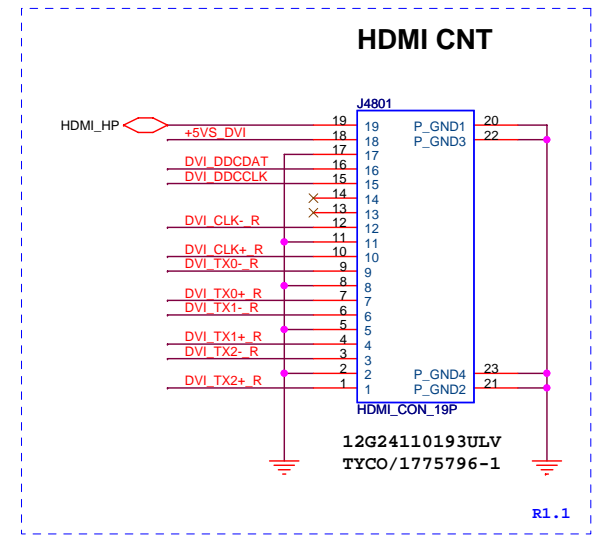 HDMI CNT
J4801
HDMI_HP 19 19 P_GND1 20
+5VS_DVI 18 18 P_GND3 22
17 17
DVI_DDCDAT 16 16
DVI_DDCCLK 15 15
14 14
13 13
DVI_CLK-_R 12 12
11 11
DVI_CLK+_R 10 10
DVI_TX0-_R 9 9
8 8
DVI_TX0+_R 7 7
DVI_TX1-_R 6 6
5 5
DVI_TX1+_R 4 4
DVI_TX2-_R 3 3
2 2 P_GND4 23
DVI_TX2+_R 1 1 P_GND2 21
HDMI_CON_19P
12G24110193ULV
TYCO/1775796-1
R1.1